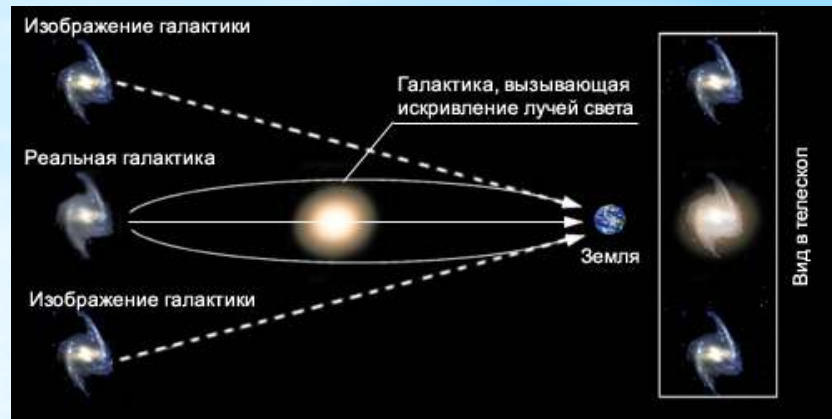 Изображение галактики
Галактика, вызывающая
искривление лучей света
Реальная галактика
Земля
Изображение галактики
Вид в телескоп